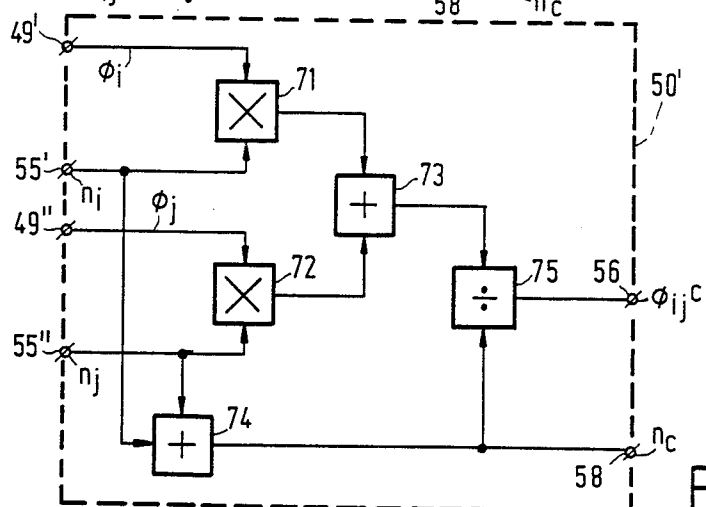 58
n_c
49'
ϕ_i
71
×
50'
55'
n_i
ϕ_j
73
+
49"
72
×
75
÷
56
ϕ_ij^c
55"
n_j
74
+
n_c
58